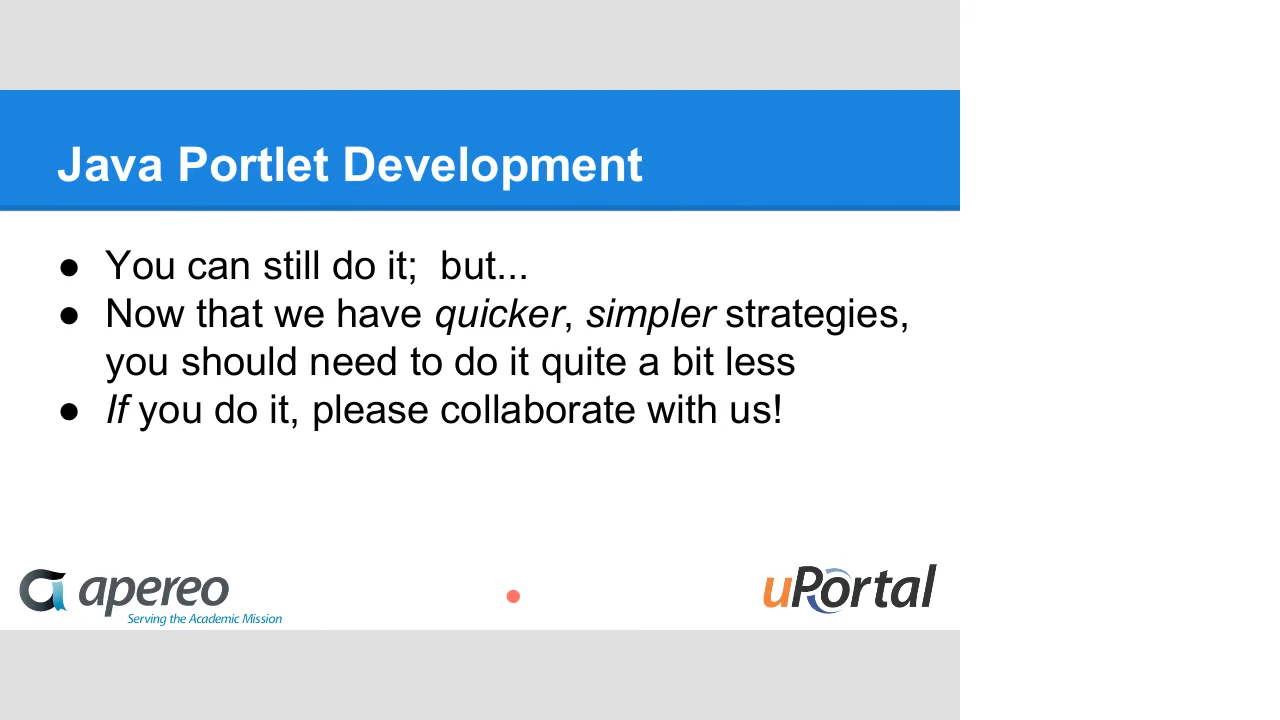 Java Portlet Development
● You can still do it;  but...
● Now that we have quicker, simpler strategies,
you should need to do it quite a bit less
● If you do it, please collaborate with us!
apereo
Serving the Academic Mission
uPortal